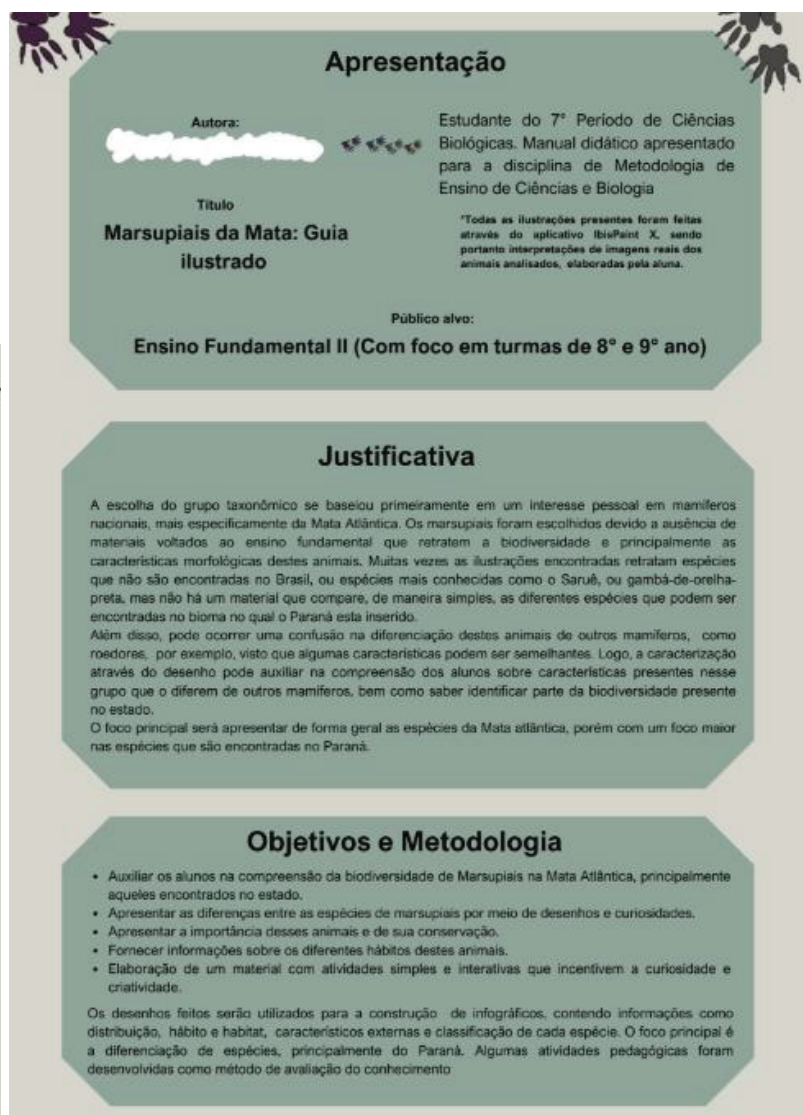 Apresentação
Autora:
Estudante do 7° Período de Ciências
Biológicas. Manual didático apresentado
para a disciplina de Metodologia de
Ensino de Ciências e Biologia
Título
Marsupiais da Mata: Guia
ilustrado
*Todas as ilustrações presentes foram feitas
através do aplicativo IbisPaint X, sendo
portanto interpretações de imagens reais dos
animais analisados, elaboradas pela aluna.
Público alvo:
Ensino Fundamental II (Com foco em turmas de 8° e 9° ano)
Justificativa
A escolha do grupo taxonômico se baseiou primeiramente em um interesse pessoal em mamíferos
nacionais, mais especificamente da Mata Atlântica. Os marsupiais foram escolhidos devido a ausência de
materiais voltados ao ensino fundamental que retratem a biodiversidade e principalmente as
características morfológicas destes animais. Muitas vezes as ilustrações encontradas retratam espécies
que não são encontradas no Brasil, ou espécies mais conhecidas como o Saruê, ou gambá-de-orelha-
preta, mas não há um material que compare, de maneira simples, as diferentes espécies que podem ser
encontradas no bioma no qual o Paraná esta inserido.
Além disso, pode ocorrer uma confusão na diferenciação destes animais de outros mamíferos, como
roedores, por exemplo, visto que algumas características podem ser semelhantes. Logo, a caracterização
através do desenho pode auxiliar na compreensão dos alunos sobre características presentes nesse
grupo que o diferem de outros mamíferos, bem como saber identificar parte da biodiversidade presente
no estado.
O foco principal será apresentar de forma geral as espécies da Mata atlântica, porém com um foco maior
nas espécies que são encontradas no Paraná.
Objetivos e Metodologia
• Auxiliar os alunos na compreensão da biodiversidade de Marsupiais na Mata Atlântica, principalmente
aqueles encontrados no estado.
• Apresentar as diferenças entre as espécies de marsupiais por meio de desenhos e curiosidades.
• Apresentar a importância desses animais e de sua conservação.
• Fornecer informações sobre os diferentes hábitos destes animais.
• Elaboração de um material com atividades simples e interativas que incentivem a curiosidade e
criatividade.
Os desenhos feitos serão utilizados para a construção de infográficos, contendo informações como
distribuição, hábito e habitat, característicos externas e classificação de cada espécie. O foco principal é
a diferenciação de espécies, principalmente do Paraná. Algumas atividades pedagógicas foram
desenvolvidas como método de avaliação do conhecimento